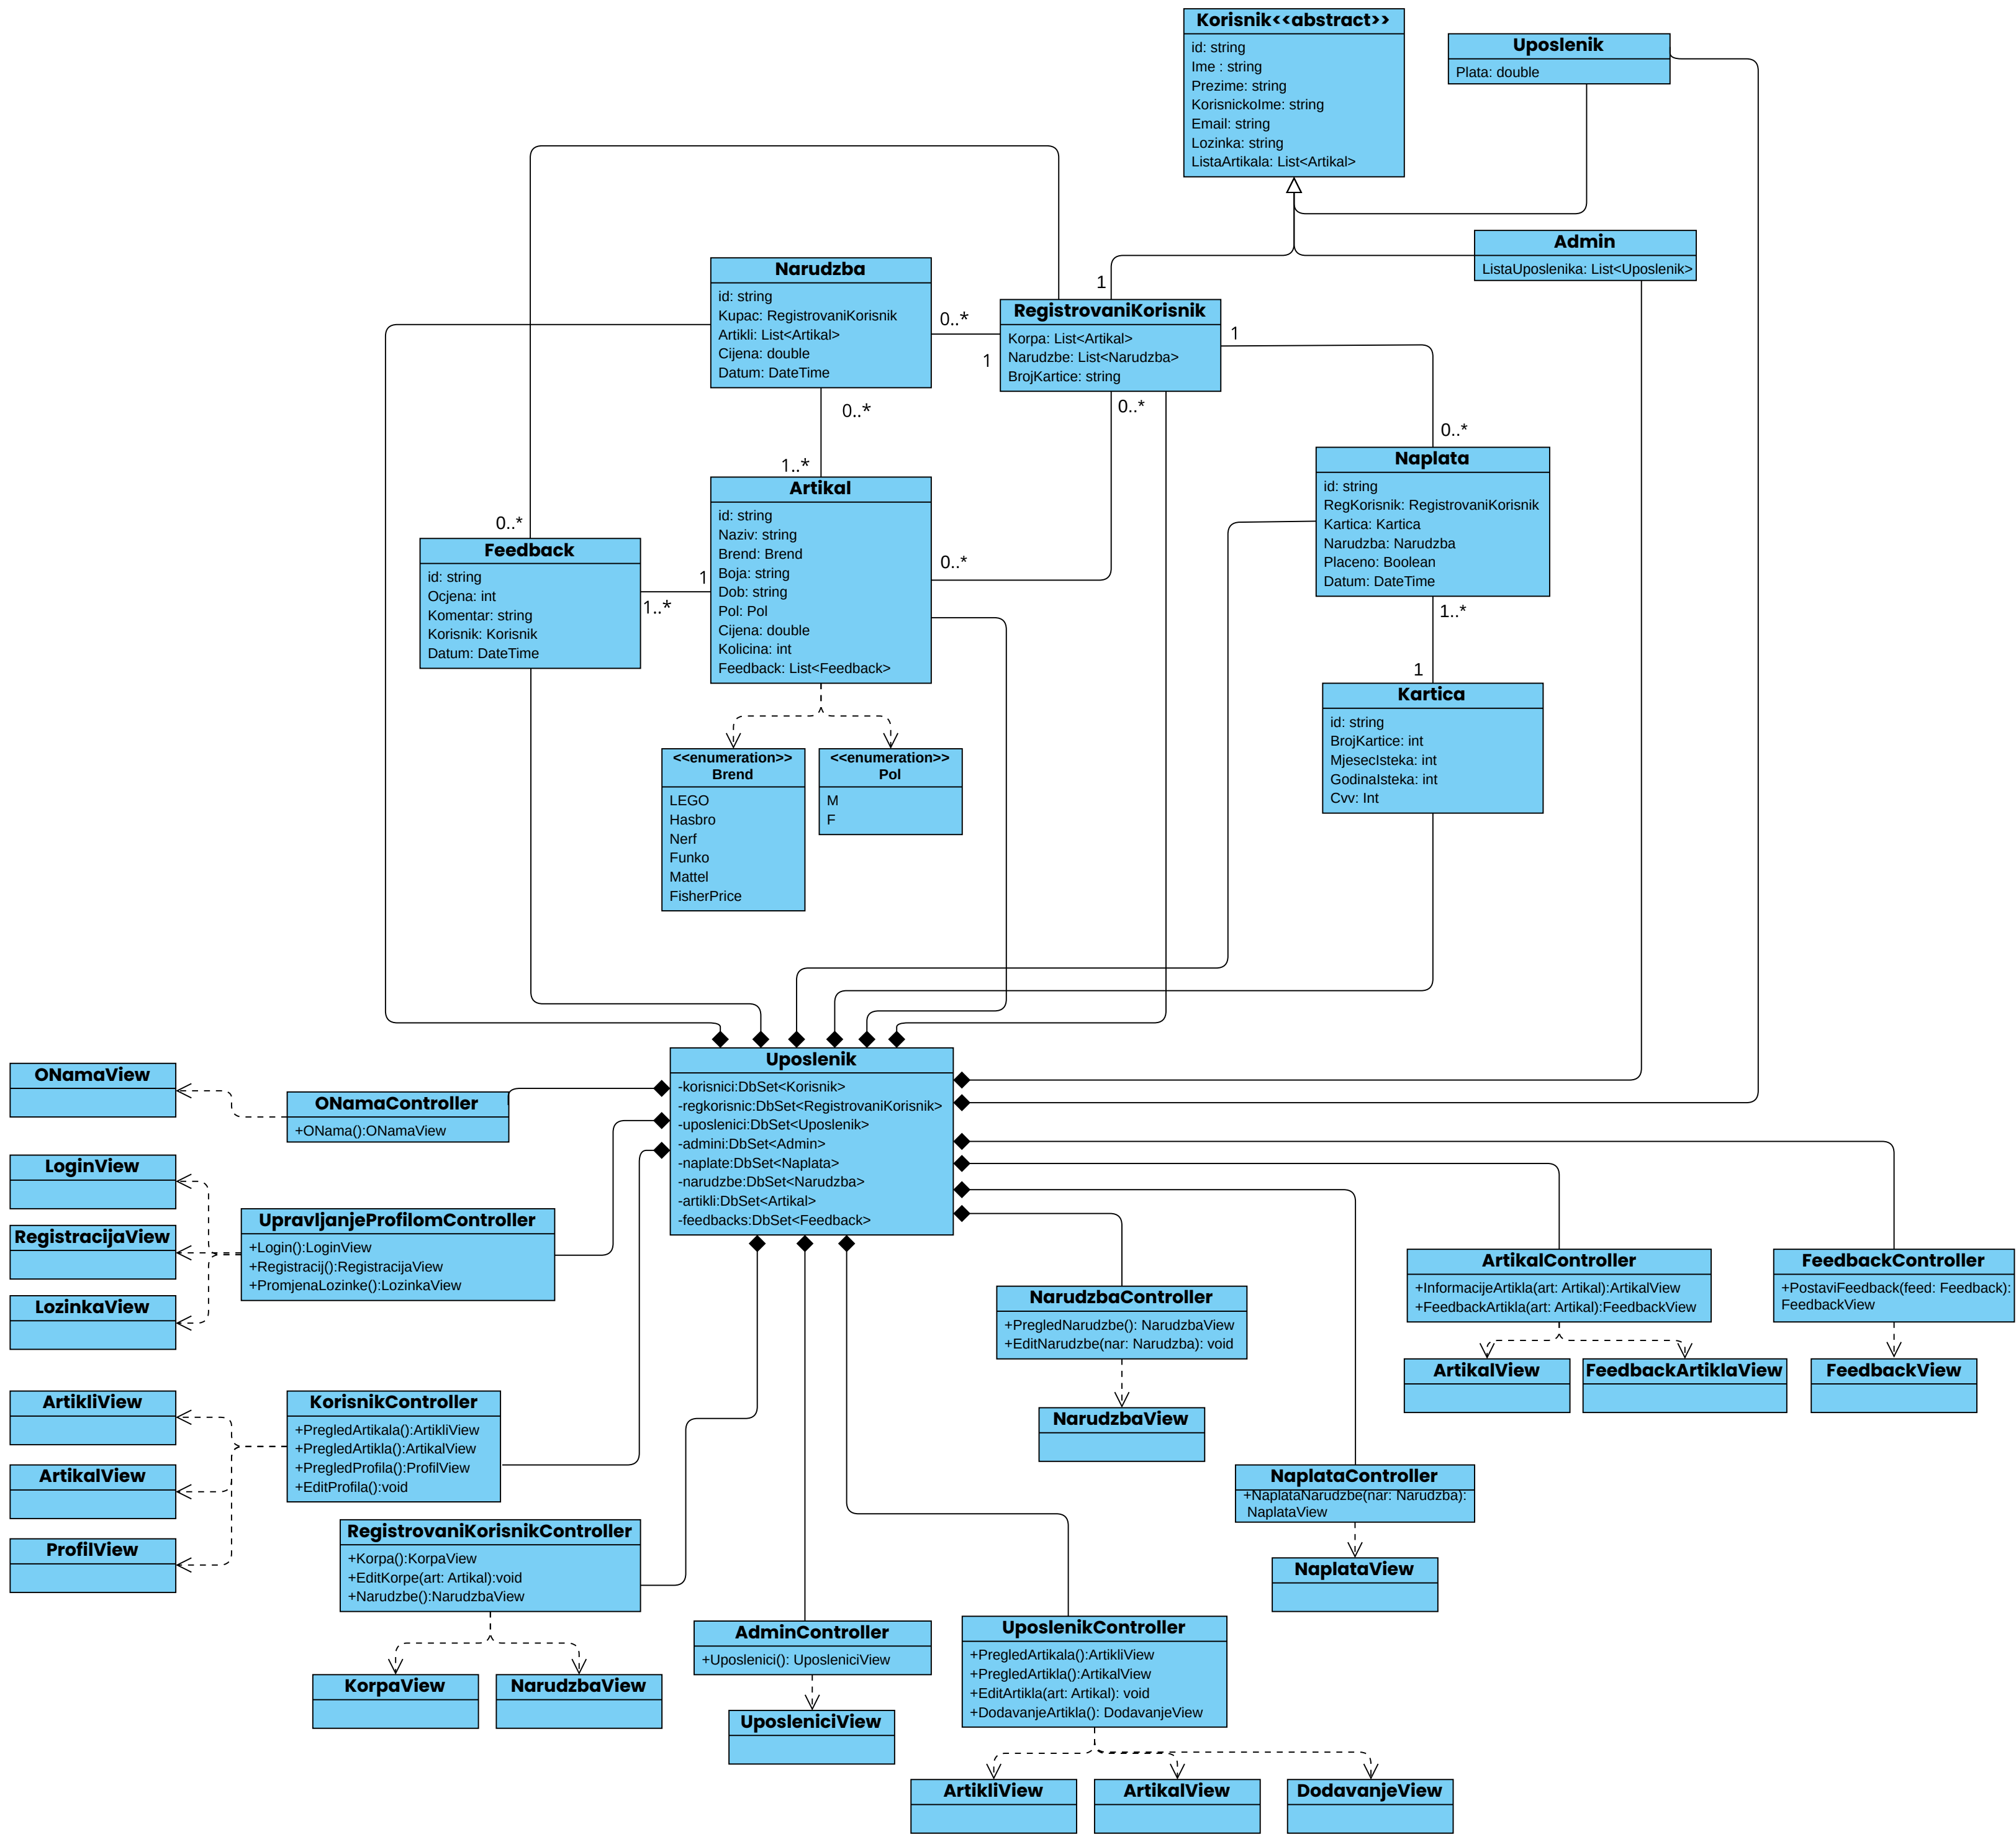 Korisnik<<abstract>>
id: string
Ime : string
Prezime: string
KorisnickoIme: string
Email: string
Lozinka: string
ListaArtikala: List<Artikal>
Uposlenik
Plata: double
Admin
ListaUposlenika: List<Uposlenik>
Narudzba
id: string
Kupac: RegistrovaniKorisnik
Artikli: List<Artikal>
Cijena: double
Datum: DateTime
0..*
1
1
RegistrovaniKorisnik
Korpa: List<Artikal>
Narudzbe: List<Narudzba>
BrojKartice: string
1
0..*
0..*
1..*
0..*
Naplata
id: string
RegKorisnik: RegistrovaniKorisnik
Kartica: Kartica
Narudzba: Narudzba
Placeno: Boolean
Datum: DateTime
1..*
1
Artikal
id: string
Naziv: string
Brend: Brend
Boja: string
Dob: string
Pol: Pol
Cijena: double
Kolicina: int
Feedback: List<Feedback>
0..*
0..*
Feedback
id: string
Ocjena: int
Komentar: string
Korisnik: Korisnik
Datum: DateTime
1
1..*
Kartica
id: string
BrojKartice: int
MjesecIsteka: int
GodinaIsteka: int
Cvv: Int
<<enumeration>>
Brend
LEGO
Hasbro
Nerf
Funko
Mattel
FisherPrice
<<enumeration>>
Pol
M
F
Uposlenik
-korisnici:DbSet<Korisnik>
-regkorisnic:DbSet<RegistrovaniKorisnik>
-uposlenici:DbSet<Uposlenik>
-admini:DbSet<Admin>
-naplate:DbSet<Naplata>
-narudzbe:DbSet<Narudzba>
-artikli:DbSet<Artikal>
-feedbacks:DbSet<Feedback>
ONamaView
ONamaController
+ONama():ONamaView
LoginView
RegistracijaView
LozinkaView
UpravljanjeProfilomController
+Login():LoginView
+Registracij():RegistracijaView
+PromjenaLozinke():LozinkaView
ArtikliView
ArtikalView
ProfilView
KorisnikController
+PregledArtikala():ArtikliView
+PregledArtikla():ArtikalView
+PregledProfila():ProfilView
+EditProfila():void
RegistrovaniKorisnikController
+Korpa():KorpaView
+EditKorpe(art: Artikal):void
+Narudzbe():NarudzbaView
KorpaView
NarudzbaView
AdminController
+Uposlenici(): UposleniciView
UposleniciView
UposlenikController
+PregledArtikala():ArtikliView
+PregledArtikla():ArtikalView
+EditArtikla(art: Artikal): void
+DodavanjeArtikla(): DodavanjeView
ArtikliView
ArtikalView
DodavanjeView
NarudzbaController
+PregledNarudzbe(): NarudzbaView
+EditNarudzbe(nar: Narudzba): void
NarudzbaView
NaplataController
+NaplataNarudzbe(nar: Narudzba):
NaplataView
NaplataView
ArtikalController
+InformacijeArtikla(art: Artikal):ArtikalView
+FeedbackArtikla(art: Artikal):FeedbackView
ArtikalView
FeedbackArtiklaView
FeedbackController
+PostaviFeedback(feed: Feedback):
FeedbackView
FeedbackView